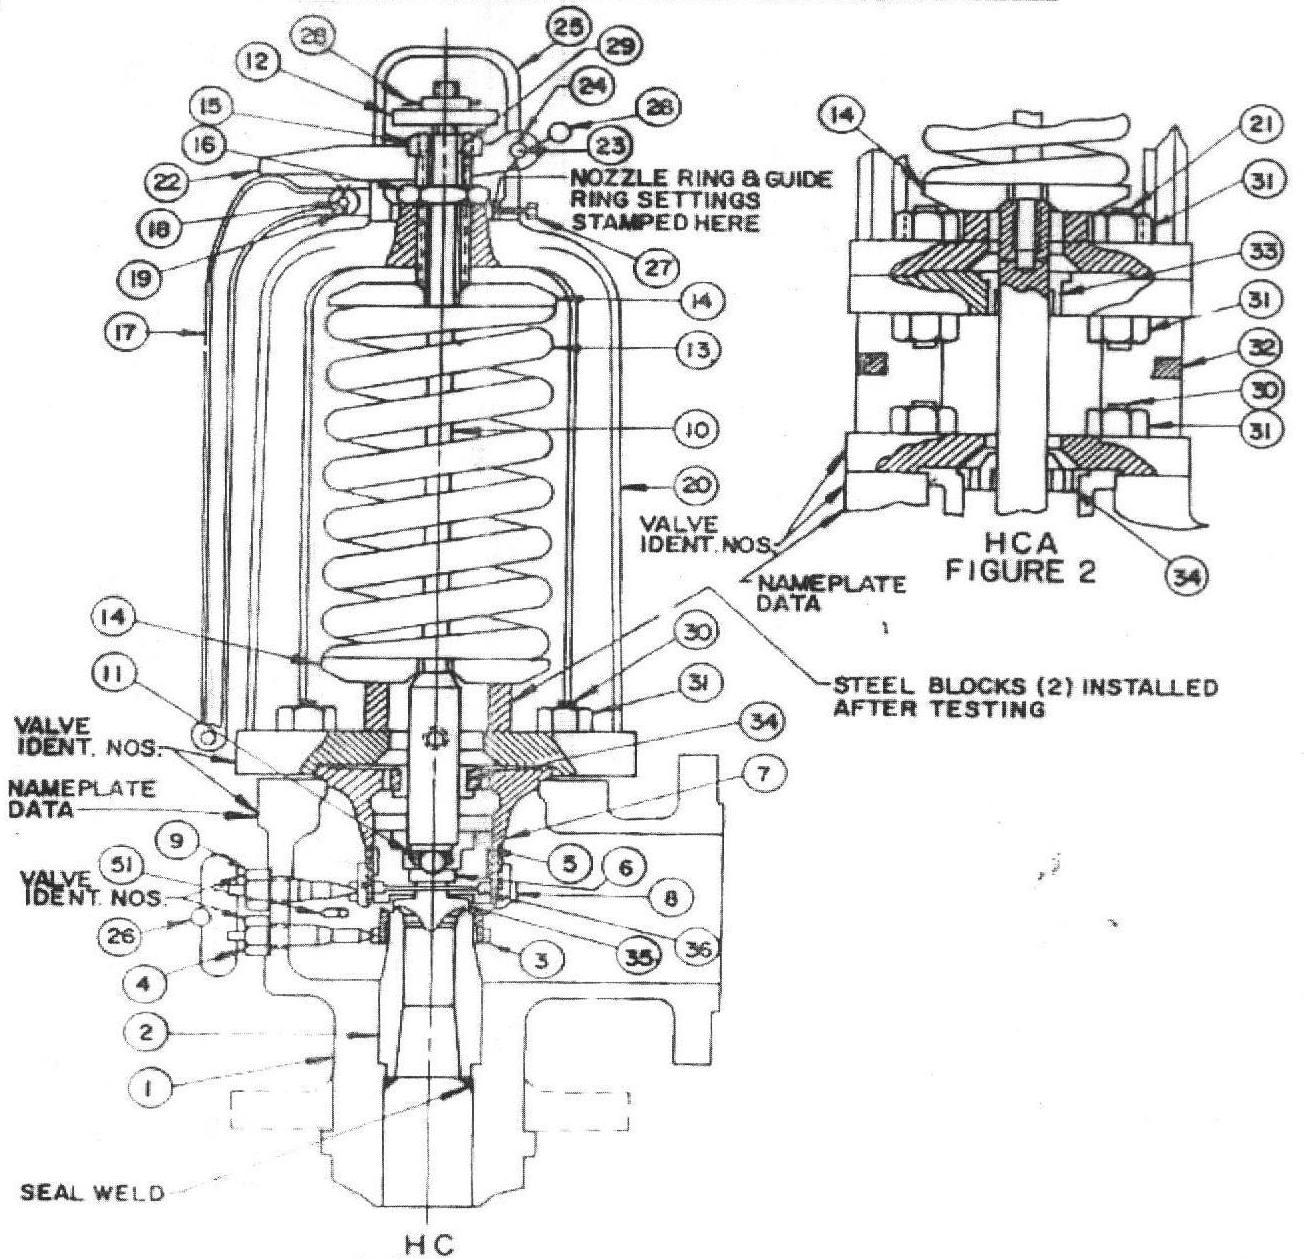 28
25
29
12
24
15
26
16
23
22
NOZZLE RING & GUIDE
RING SETTINGS
STAMPED HERE
18
27
19
14
17
13
10
20
14
30
11
31
VALVE
IDENT. NOS.
34
NAMEPLATE
DATA
7
9
51
5
6
VALVE
IDENT. NOS.
8
26
36
35
3
4
2
1
SEAL WELD
HC
14
21
31
33
31
32
30
31
VALVE
IDENT. NOS.
HCA
FIGURE 2
34
NAMEPLATE
DATA
STEEL BLOCKS (2) INSTALLED
AFTER TESTING